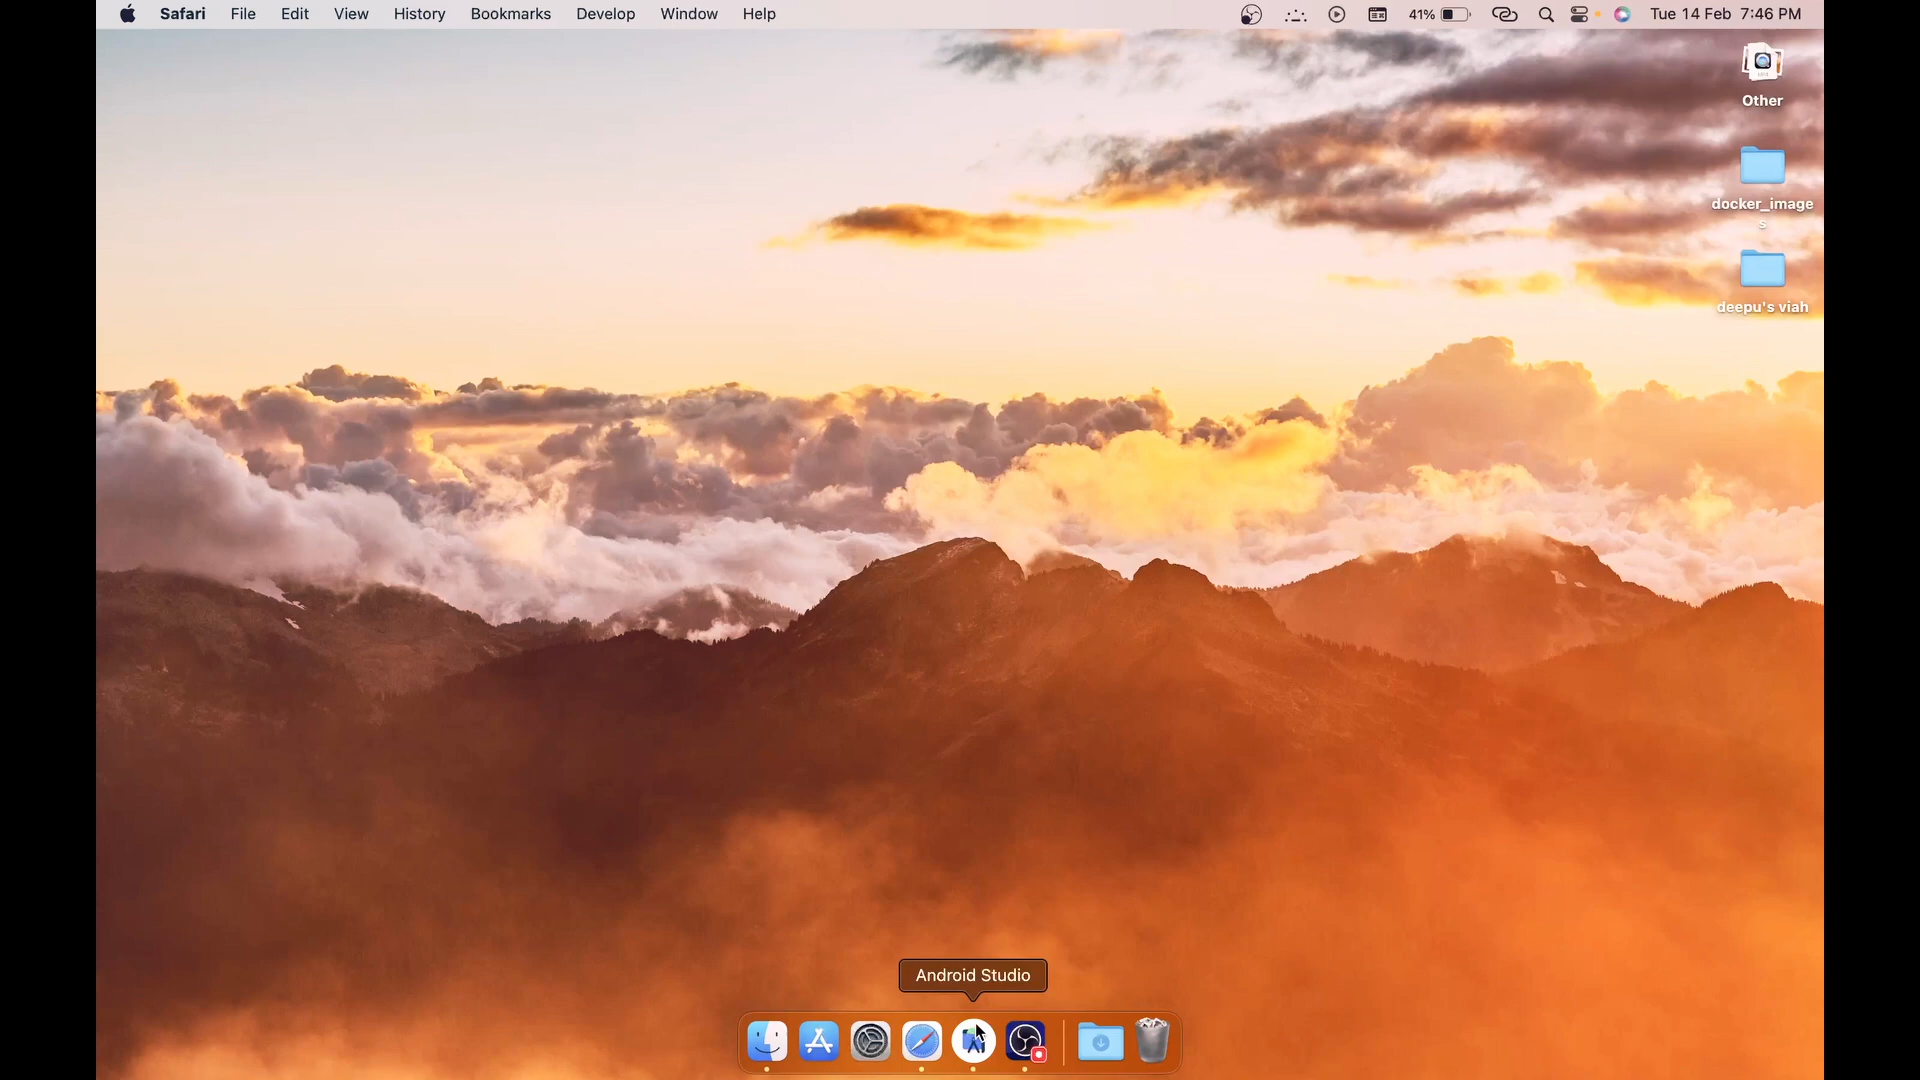 Safari File Edit View History Bookmarks Develop Window Help 41% Tue 14 Feb 7:46 PM
Other
docker_image
s
deepu's viah
Android Studio